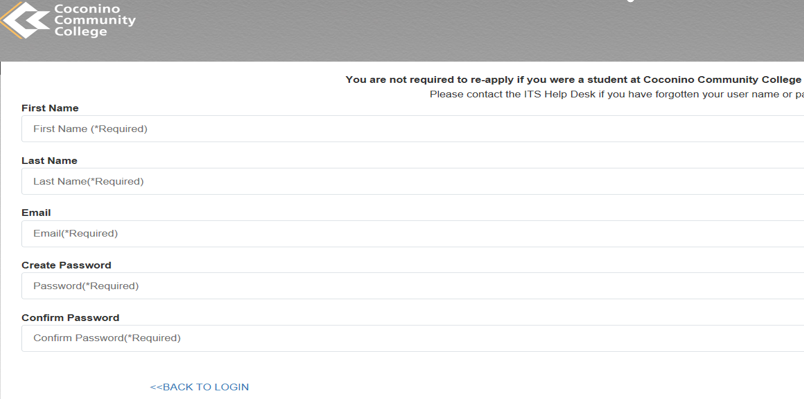 Coconino
Community
College
You are not required to re-apply if you were a student at Coconino Community College
Please contact the ITS Help Desk if you have forgotten your user name or
First Name
First Name (*Required)
Last Name
Last Name(*Required)
Email
Email(*Required)
Create Password
Password(*Required)
Confirm Password
Confirm Password(*Required)
<<BACK TO LOGIN